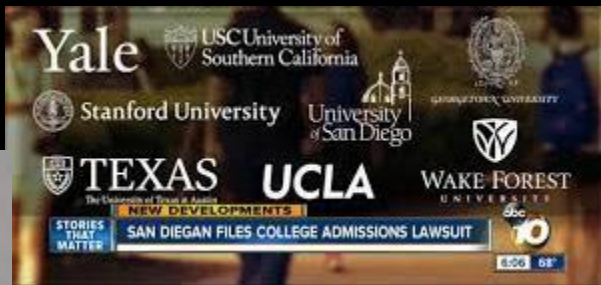 Yale
USC University of
Southern California
GEORGETOWN UNIVERSITY
Stanford University
University
of San Diego
TEXAS
The University of Texas at Austin
UCLA
WAKE FOREST
UNIVERSITY
NEW DEVELOPMENTS
STORIES
THAT
MATTER
SAN DIEGAN FILES COLLEGE ADMISSIONS LAWSUIT
abc
10
6:06 68°